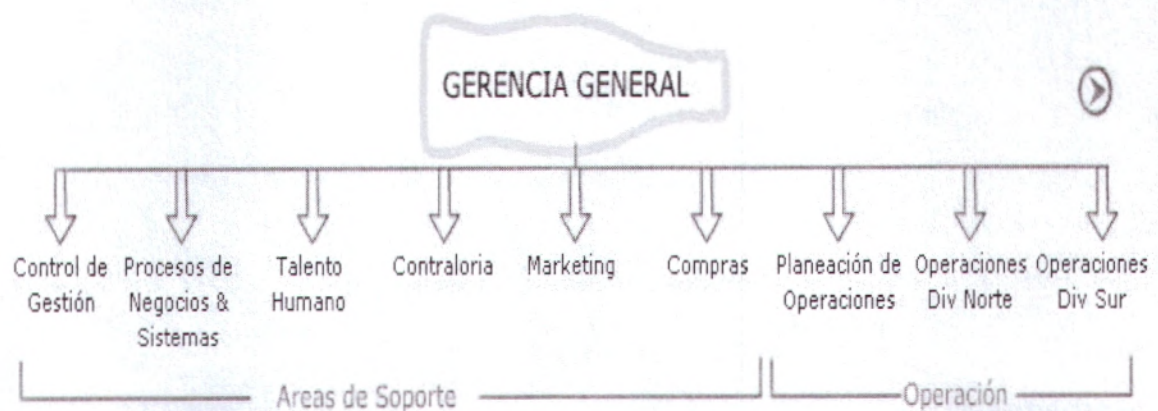 GERENCIA GENERAL
Control de
Gestión
Procesos de
Negocios &
Sistemas
Talento
Humano
Contraloria
Marketing
Compras
Planeación de
Operaciones
Operaciones
Div Norte
Operaciones
Div Sur
Areas de Soporte
Operación